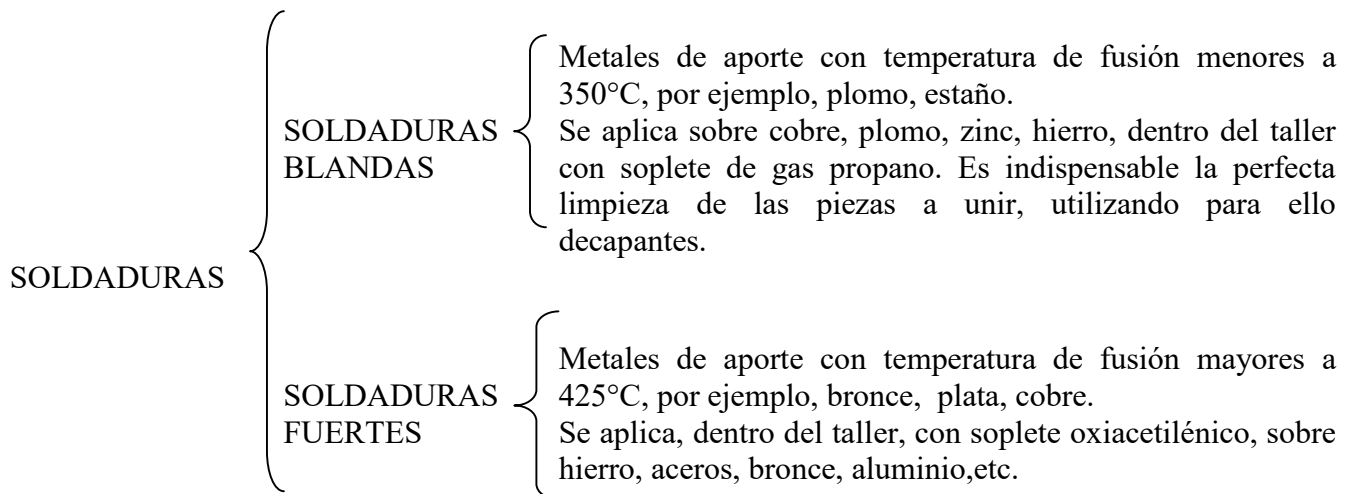 SOLDADURAS
SOLDADURAS
BLANDAS
Metales de aporte con temperatura de fusión menores a
350°C, por ejemplo, plomo, estaño.
Se aplica sobre cobre, plomo, zinc, hierro, dentro del taller
con soplete de gas propano. Es indispensable la perfecta
limpieza de las piezas a unir, utilizando para ello
decapantes.
SOLDADURAS
FUERTES
Metales de aporte con temperatura de fusión mayores a
425°C, por ejemplo, bronce, plata, cobre.
Se aplica, dentro del taller, con soplete oxiacetilénico, sobre
hierro, aceros, bronce, aluminio,etc.